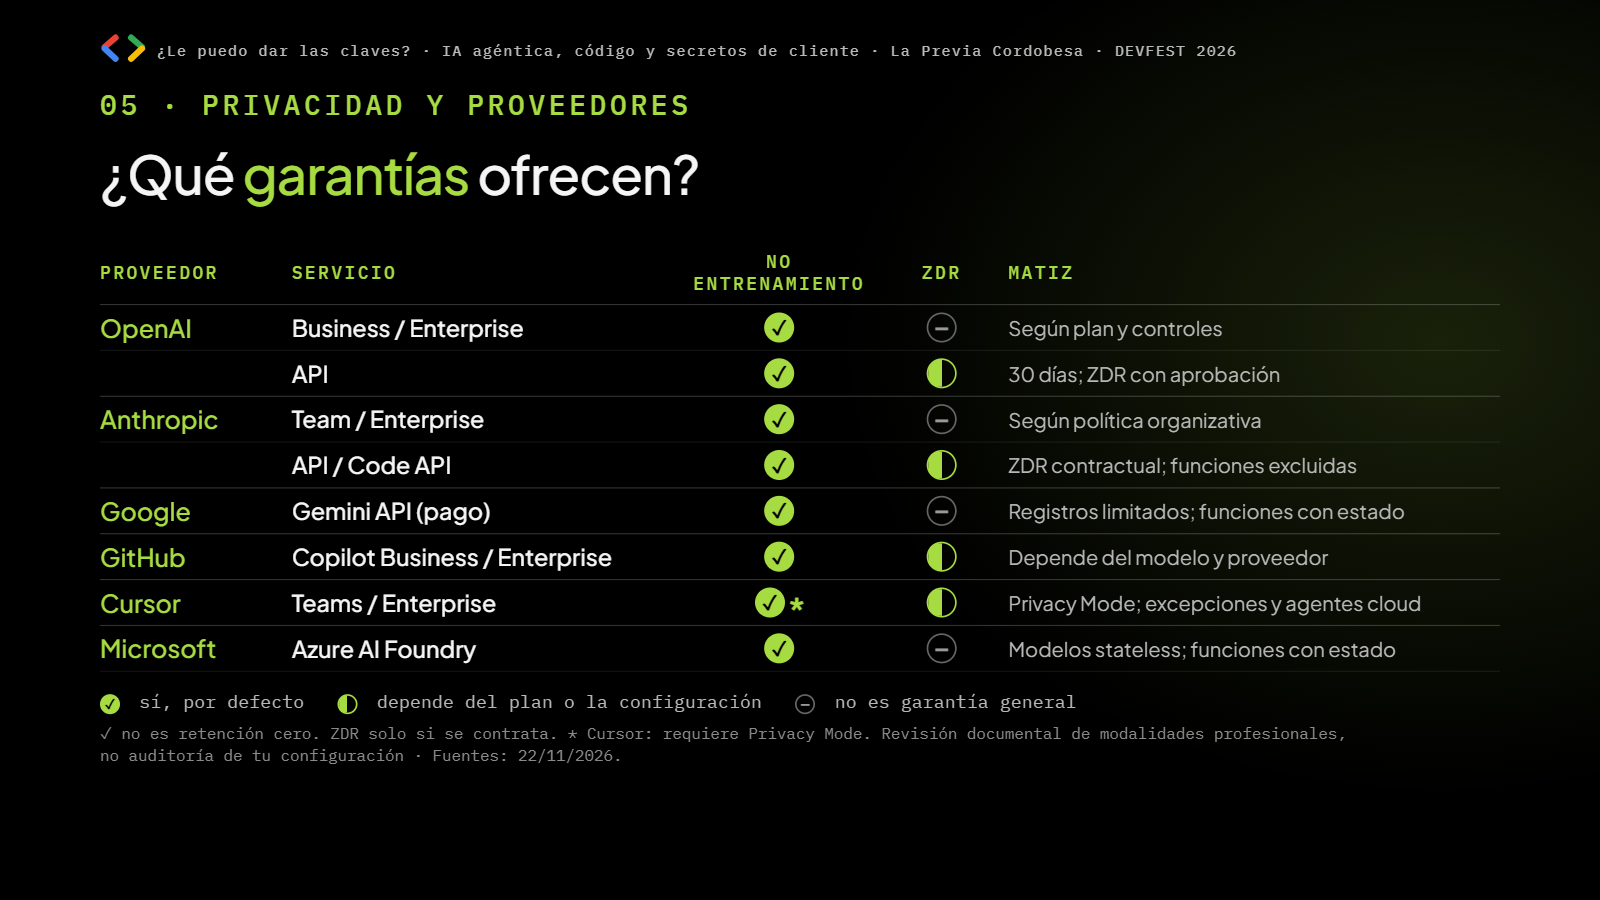 ¿Le puedo dar las claves? · IA agéntica, código y secretos de cliente · La Previa Cordobesa · DEVFEST 2026
05 · PRIVACIDAD Y PROVEEDORES
¿Qué garantías ofrecen?
PROVEEDOR SERVICIO NO ENTRENAMIENTO ZDR MATIZ
OpenAI Business / Enterprise ✓ − Según plan y controles
API ✓ 30 días; ZDR con aprobación
Anthropic Team / Enterprise ✓ − Según política organizativa
API / Code API ✓ ZDR contractual; funciones excluidas
Google Gemini API (pago) ✓ − Registros limitados; funciones con estado
GitHub Copilot Business / Enterprise ✓ Depende del modelo y proveedor
Cursor Teams / Enterprise ✓ * Privacy Mode; excepciones y agentes cloud
Microsoft Azure AI Foundry ✓ − Modelos stateless; funciones con estado
✓ sí, por defecto depende del plan o la configuración − no es garantía general
✓ no es retención cero. ZDR solo si se contrata. * Cursor: requiere Privacy Mode. Revisión documental de modalidades profesionales,
no auditoría de tu configuración · Fuentes: 22/11/2026.